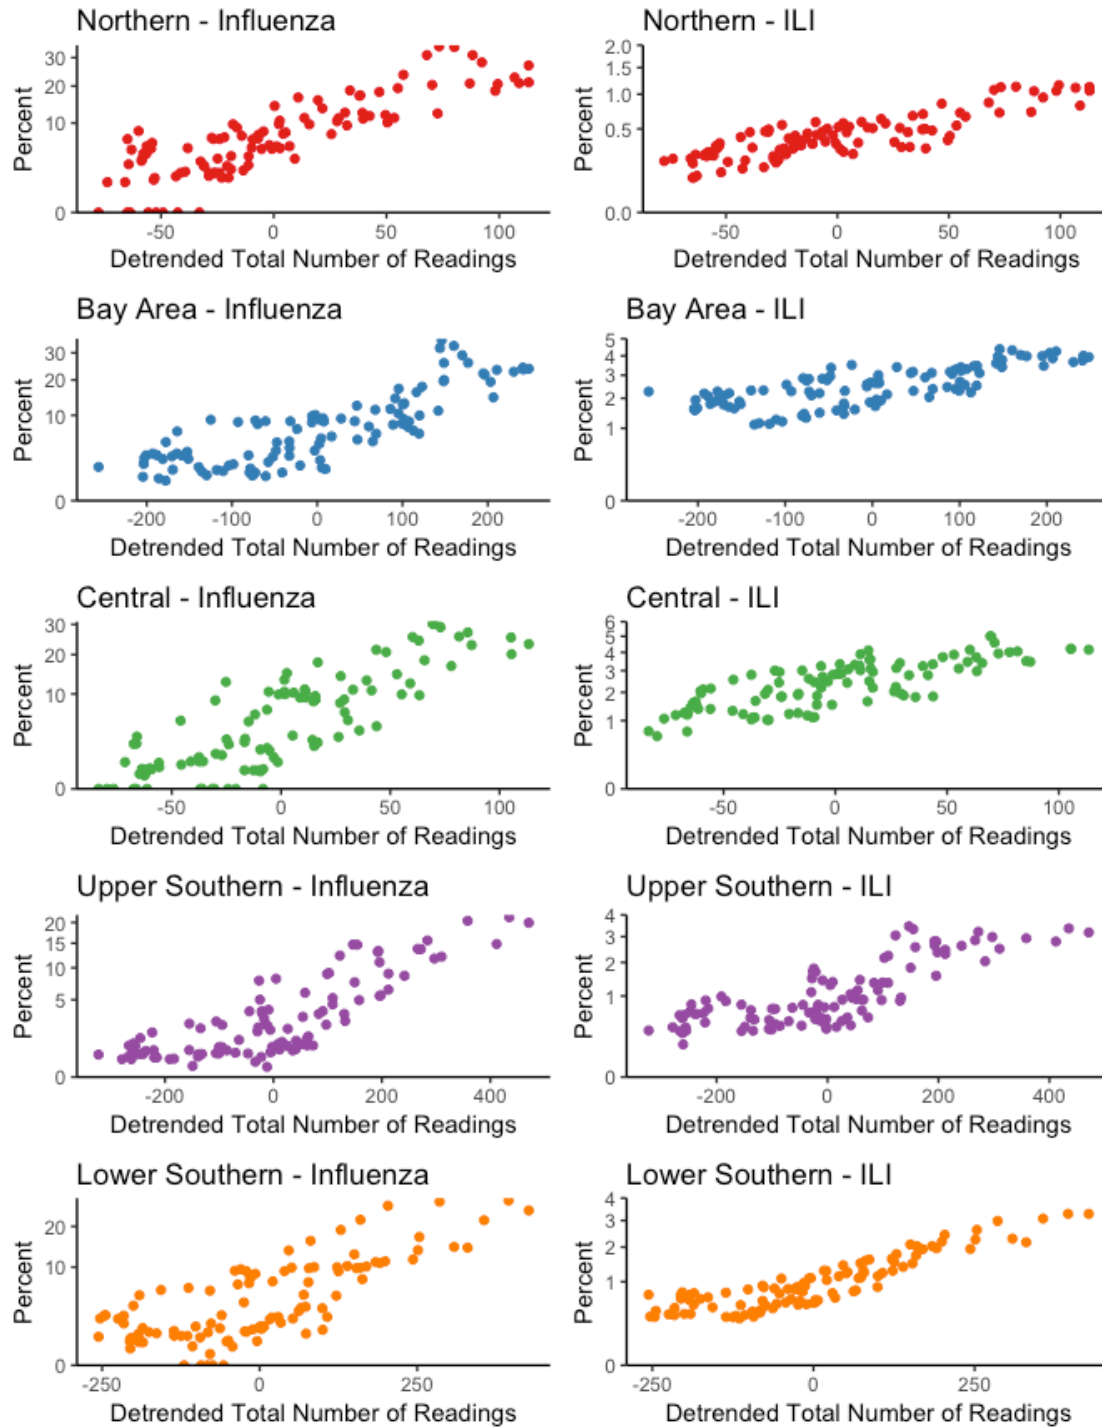 Northern - Influenza
30
20
10
0
Percent
-50 0 50 100
Detrended Total Number of Readings
Northern - ILI
2.0
1.5
1.0
0.5
0.0
Percent
-50 0 50 100
Detrended Total Number of Readings
Bay Area - Influenza
30
20
10
0
Percent
-200 -100 0 100 200
Detrended Total Number of Readings
Bay Area - ILI
5
4
3
2
1
0
Percent
-200 -100 0 100 200
Detrended Total Number of Readings
Central - Influenza
30
20
10
0
Percent
-50 0 50 100
Detrended Total Number of Readings
Central - ILI
6
5
4
3
2
1
0
Percent
-50 0 50 100
Detrended Total Number of Readings
Upper Southern - Influenza
20
15
10
5
0
Percent
-200 0 200 400
Detrended Total Number of Readings
Upper Southern - ILI
4
3
2
1
0
Percent
-200 0 200 400
Detrended Total Number of Readings
Lower Southern - Influenza
20
10
0
Percent
-250 0 250
Detrended Total Number of Readings
Lower Southern - ILI
4
3
2
1
0
Percent
-250 0 250
Detrended Total Number of Readings